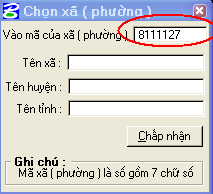 Chọn xã ( phường )
Vào mã của xã ( phường ) 8111127
Tên xã :
Tên huyện :
Tên tỉnh :
Chấp nhận
Ghi chú :
Mã xã ( phường ) là số gồm 7 chữ số